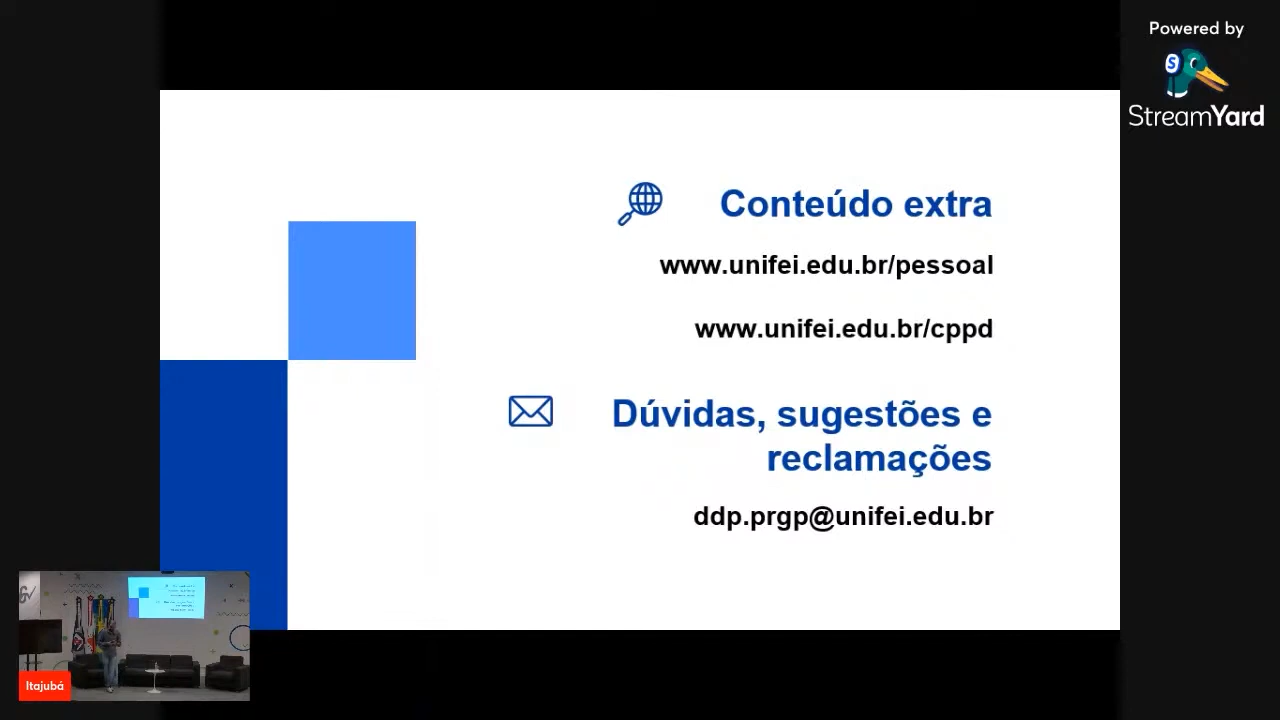 Powered by
StreamYard
Conteúdo extra
www.unifei.edu.br/pessoal
www.unifei.edu.br/cppd
Dúvidas, sugestões e
reclamações
ddp.prgp@unifei.edu.br
Itajubá